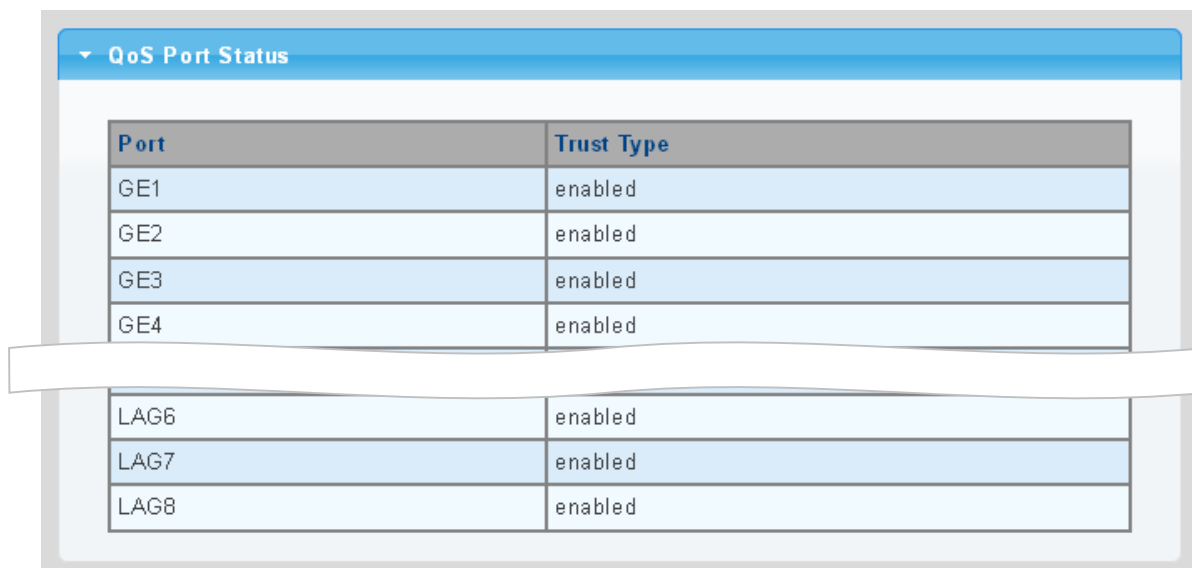 QoS Port Status
Port Trust Type
GE1 enabled
GE2 enabled
GE3 enabled
GE4 enabled
LAG6 enabled
LAG7 enabled
LAG8 enabled